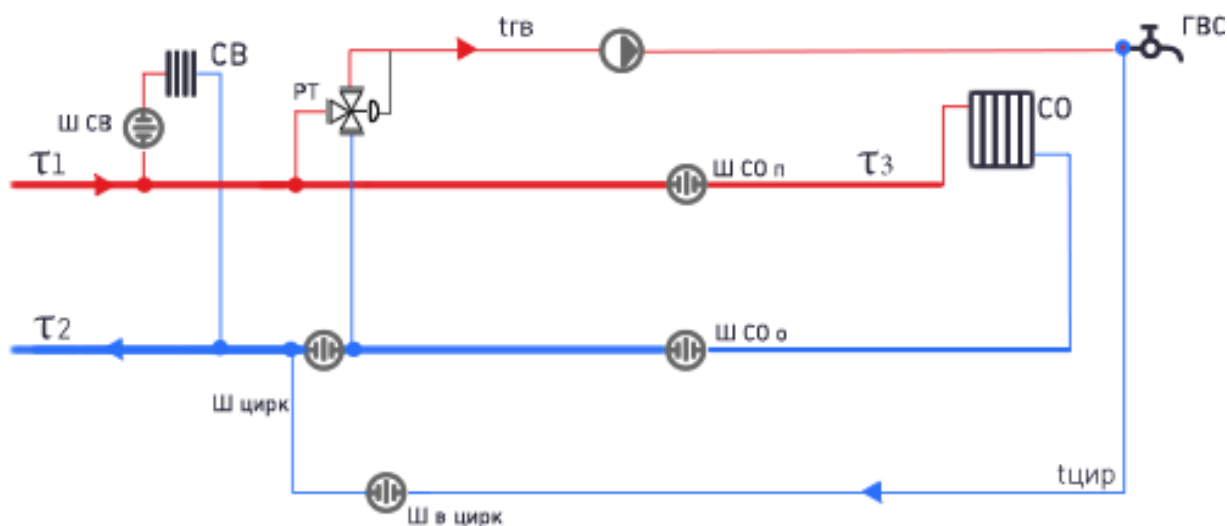 tгв
ГВС
СВ
РТ
СО
Ш СВ
τ1
Ш СО п
τ3
τ2
Ш СО о
Ш цирк
tцир
Ш в цирк